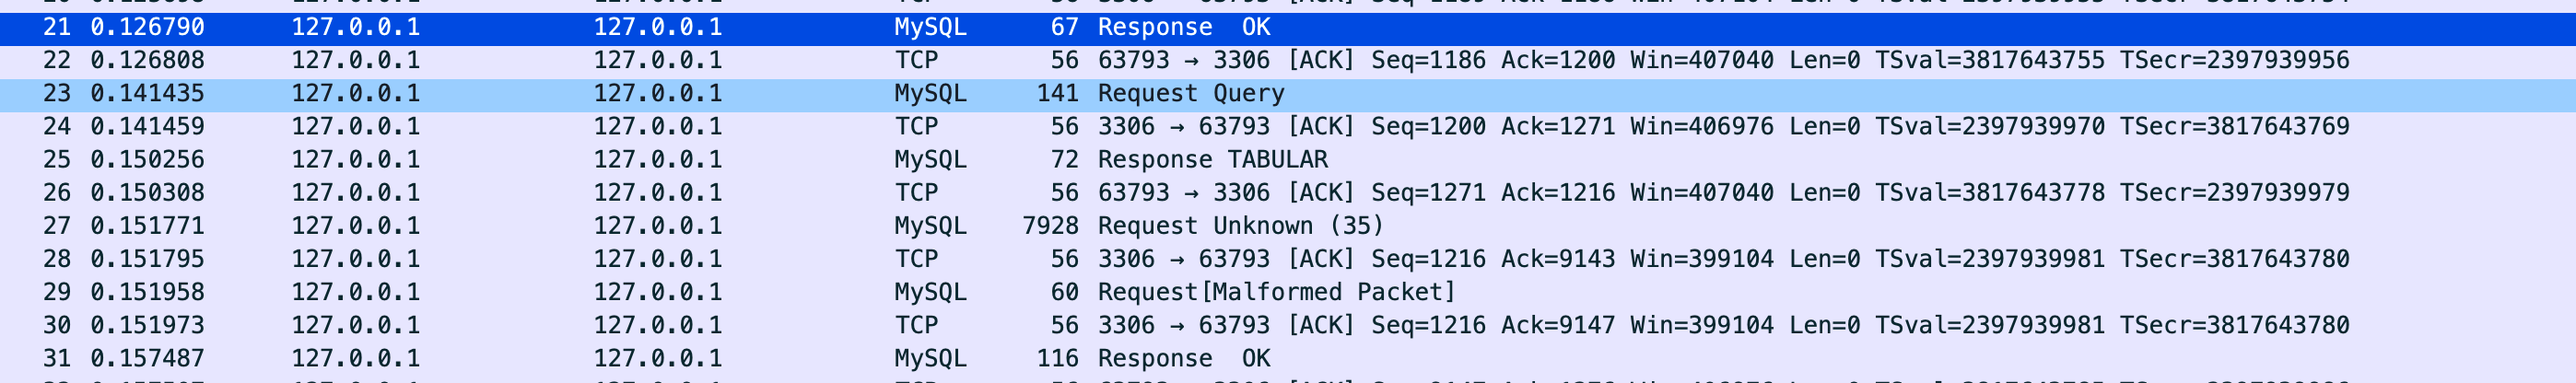 21 0.126790 127.0.0.1 127.0.0.1 MySQL 67 Response  OK
22 0.126808 127.0.0.1 127.0.0.1 TCP 56 63793 → 3306 [ACK] Seq=1186 Ack=1200 Win=407040 Len=0 TSval=3817643755 TSecr=2397939956
23 0.141435 127.0.0.1 127.0.0.1 MySQL 141 Request Query
24 0.141459 127.0.0.1 127.0.0.1 TCP 56 3306 → 63793 [ACK] Seq=1200 Ack=1271 Win=406976 Len=0 TSval=2397939970 TSecr=3817643769
25 0.150256 127.0.0.1 127.0.0.1 MySQL 72 Response TABULAR
26 0.150308 127.0.0.1 127.0.0.1 TCP 56 63793 → 3306 [ACK] Seq=1271 Ack=1216 Win=407040 Len=0 TSval=3817643778 TSecr=2397939979
27 0.151771 127.0.0.1 127.0.0.1 MySQL 7928 Request Unknown (35)
28 0.151795 127.0.0.1 127.0.0.1 TCP 56 3306 → 63793 [ACK] Seq=1216 Ack=9143 Win=399104 Len=0 TSval=2397939981 TSecr=3817643780
29 0.151958 127.0.0.1 127.0.0.1 MySQL 60 Request[Malformed Packet]
30 0.151973 127.0.0.1 127.0.0.1 TCP 56 3306 → 63793 [ACK] Seq=1216 Ack=9147 Win=399104 Len=0 TSval=2397939981 TSecr=3817643780
31 0.157487 127.0.0.1 127.0.0.1 MySQL 116 Response  OK